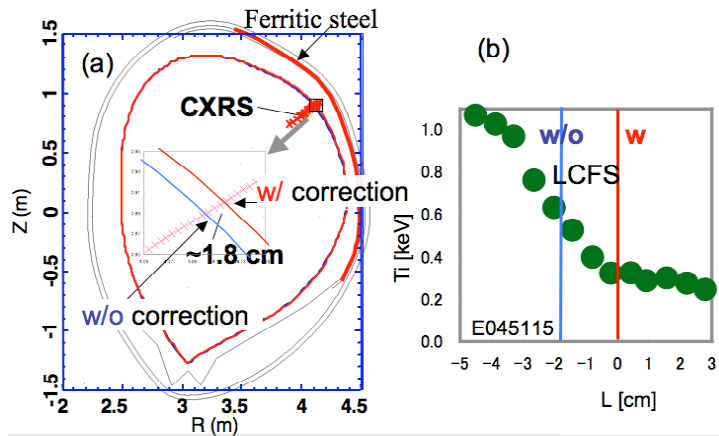 Ferritic steel
(a)
(b)
1.5
1
0.5
0
-0.5
-1
-1.5
Z (m)
CXRS
w/ correction
~1.8 cm
w/o correction
-2
3
3.5
4
4.5
R (m)
w/o
w
LCFS
1.0
0.8
0.6
0.4
0.2
0.0
Ti [keV]
E045115
-5
-4
-3
-2
-1
0
1
2
3
L [cm]